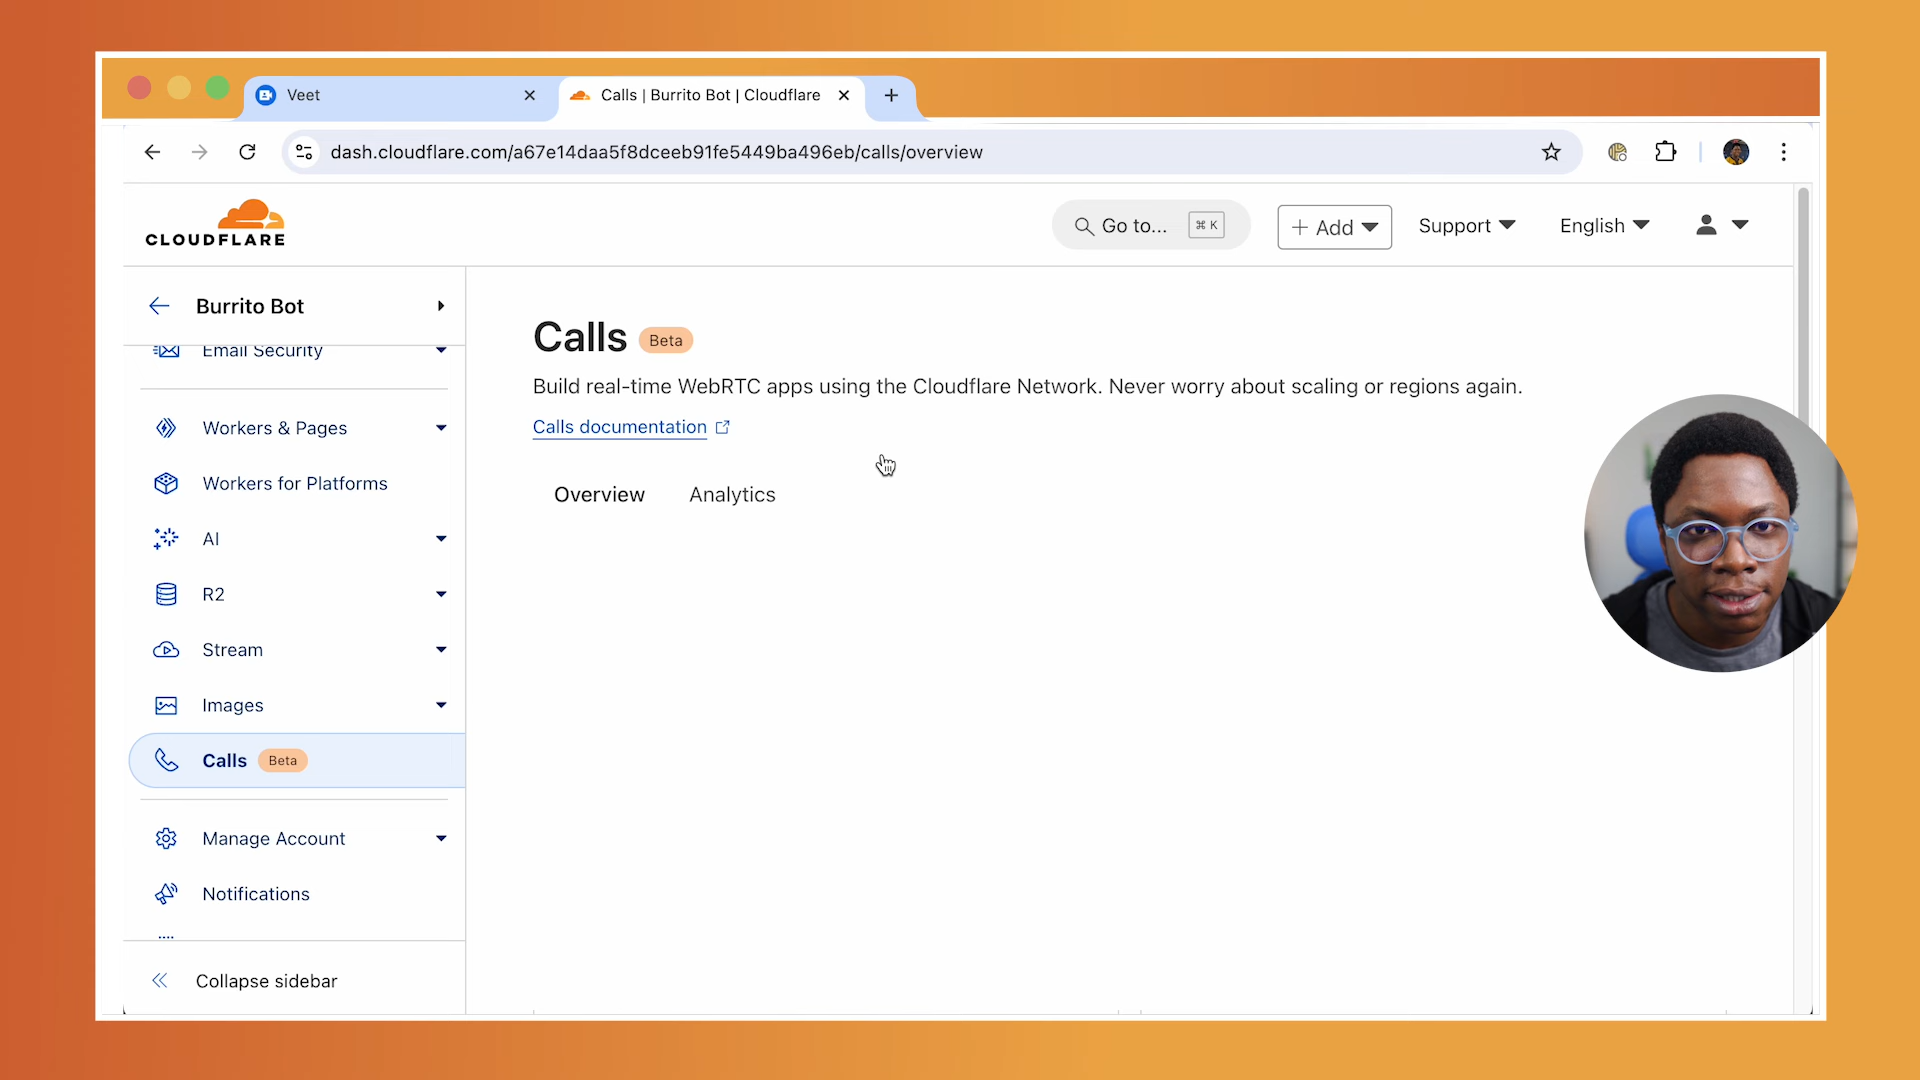 Veet
Calls | Burrito Bot | Cloudflare
dash.cloudflare.com/a67e14daa5f8dceeb91fe5449ba496eb/calls/overview
CLOUDFLARE
Go to... ⌘ K
+ Add
Support
English
Burrito Bot
Email Security
Workers & Pages
Workers for Platforms
AI
R2
Stream
Images
Calls Beta
Manage Account
Notifications
Collapse sidebar
Calls Beta
Build real-time WebRTC apps using the Cloudflare Network. Never worry about scaling or regions again.
Calls documentation
Overview Analytics